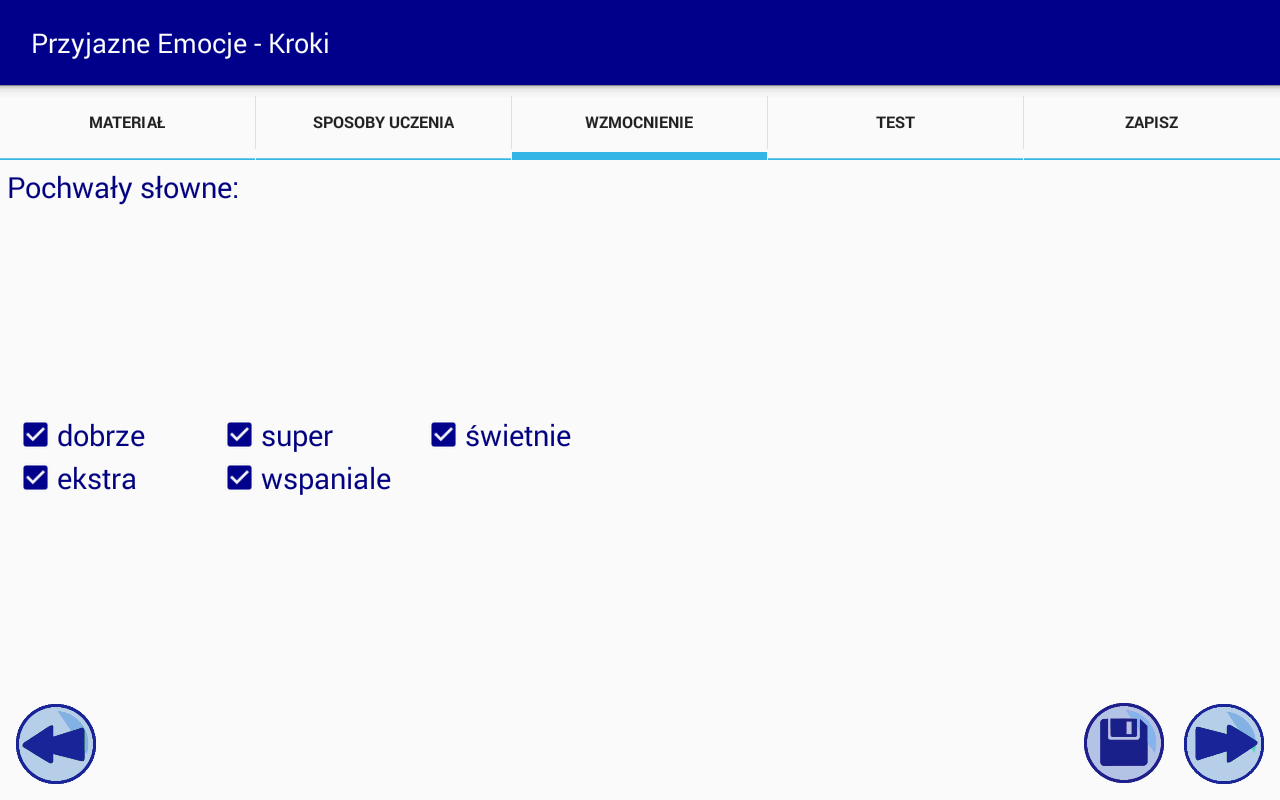 Przyjazne Emocje - Kroki
MATERIAŁ SPOSOBY UCZENIA WZMOCNIENIE TEST ZAPISZ
Pochwały słowne:
dobrze super świetnie
ekstra wspaniale